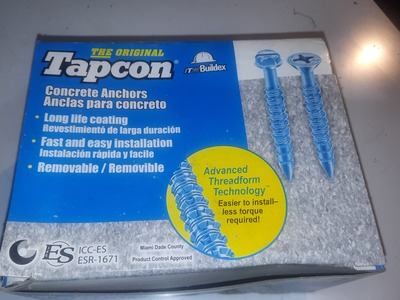 THE ORIGINAL
Tapcon®
ITW Buildex
Concrete Anchors
Anclas para concreto
• Long life coating
Revestimiento de larga duración
• Fast and easy installation
Instalación rápida y facile
• Removable / Removible
Advanced
Threadform
Technology™
Easier to install–
less torque
required!
ES
ICC-ES
ESR-1671
Miami Dade County
Product Control Approved